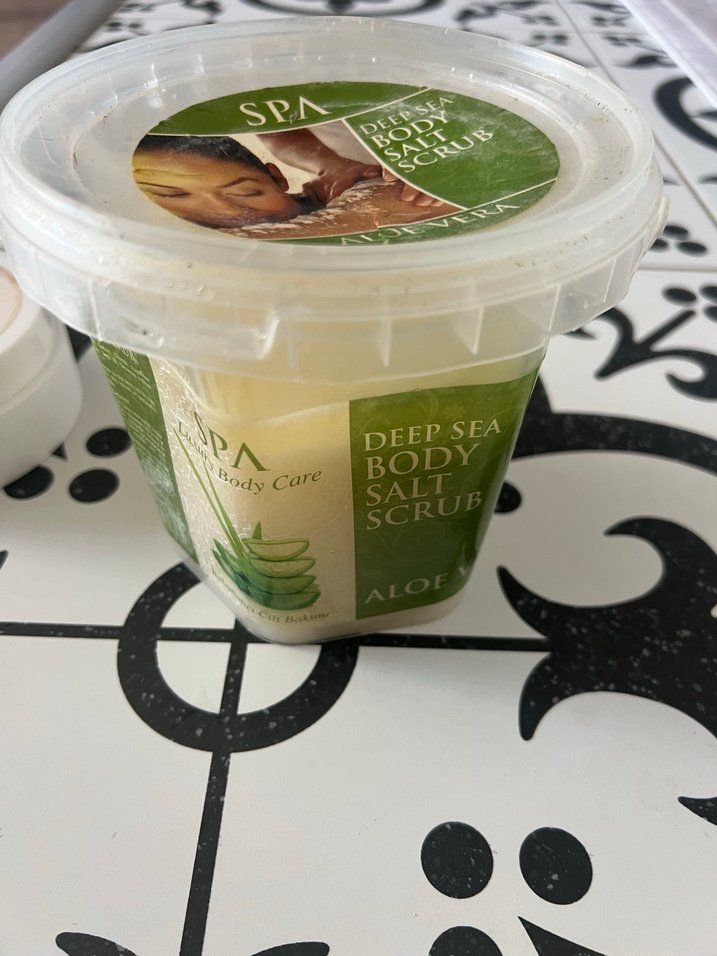 SPA
DEEP SEA
BODY
SALT
SCRUB
ALOE VERA
SPA
Luxury Body Care
DEEP SEA
BODY
SALT
SCRUB
ALOE
Cilt Bakımı